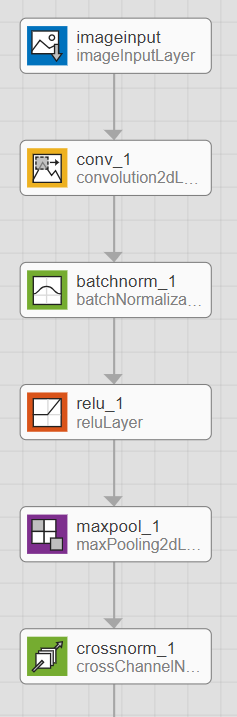 imageinput
imageInputLayer
conv_1
convolution2dL...
batchnorm_1
batchNormaliza...
relu_1
reluLayer
maxpool_1
maxPooling2dL...
crossnorm_1
crossChannelN...